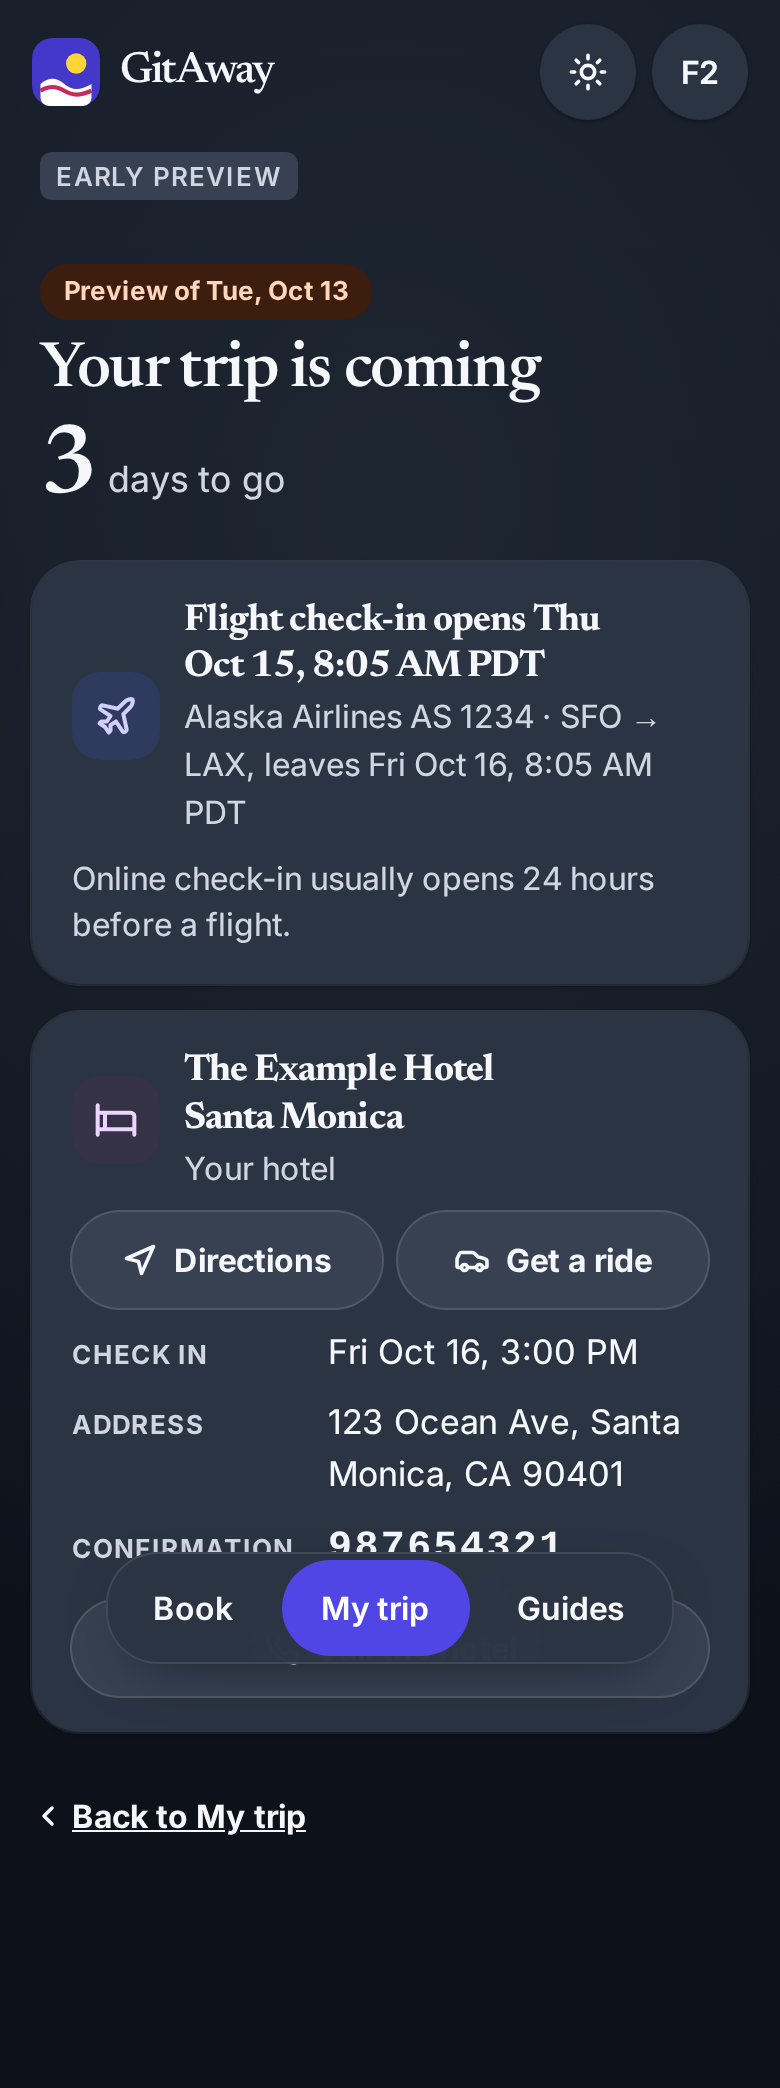 GitAway
F2
EARLY PREVIEW
Preview of Tue, Oct 13
Your trip is coming
3 days to go
Flight check-in opens Thu
Oct 15, 8:05 AM PDT
Alaska Airlines AS 1234 · SFO →
LAX, leaves Fri Oct 16, 8:05 AM
PDT
Online check-in usually opens 24 hours
before a flight.
The Example Hotel
Santa Monica
Your hotel
Directions
Get a ride
CHECK IN
Fri Oct 16, 3:00 PM
ADDRESS
123 Ocean Ave, Santa
Monica, CA 90401
CONFIRMATION
987654321
hotel
Book
My trip
Guides
Back to My trip